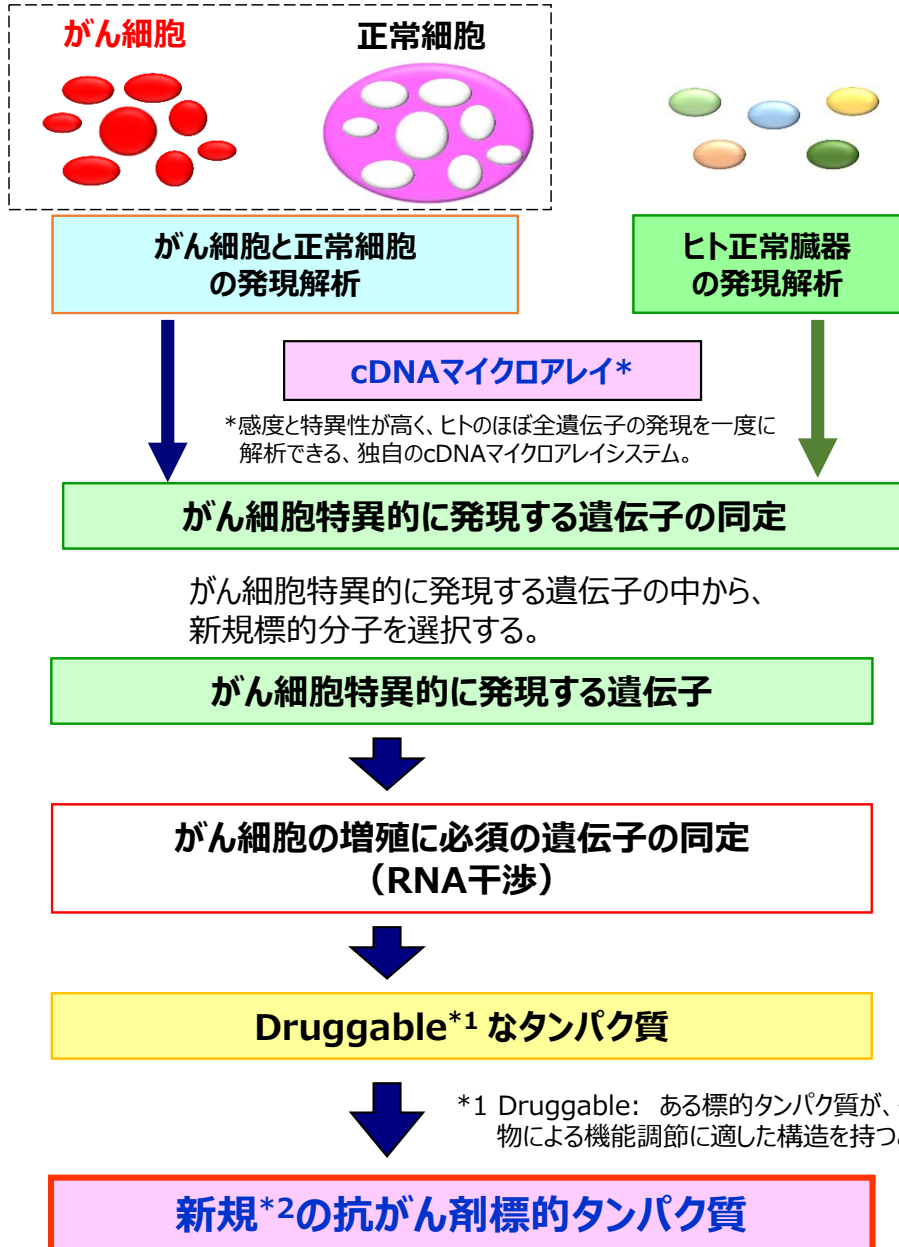 がん細胞
正常細胞
がん細胞と正常細胞
の発現解析
ヒト正常臓器
の発現解析
cDNAマイクロアレイ*
*感度と特異性が高く、ヒトのほぼ全遺伝子の発現を一度に
解析できる、独自のcDNAマイクロアレイシステム。
がん細胞特異的に発現する遺伝子の同定
がん細胞特異的に発現する遺伝子の中から、
新規標的分子を選択する。
がん細胞特異的に発現する遺伝子
がん細胞の増殖に必須の遺伝子の同定
（RNA干渉）
Druggable*1 なタンパク質
*1 Druggable: ある標的タンパク質が、
物による機能調節に適した構造を持つ
新規*2の抗がん剤標的タンパク質